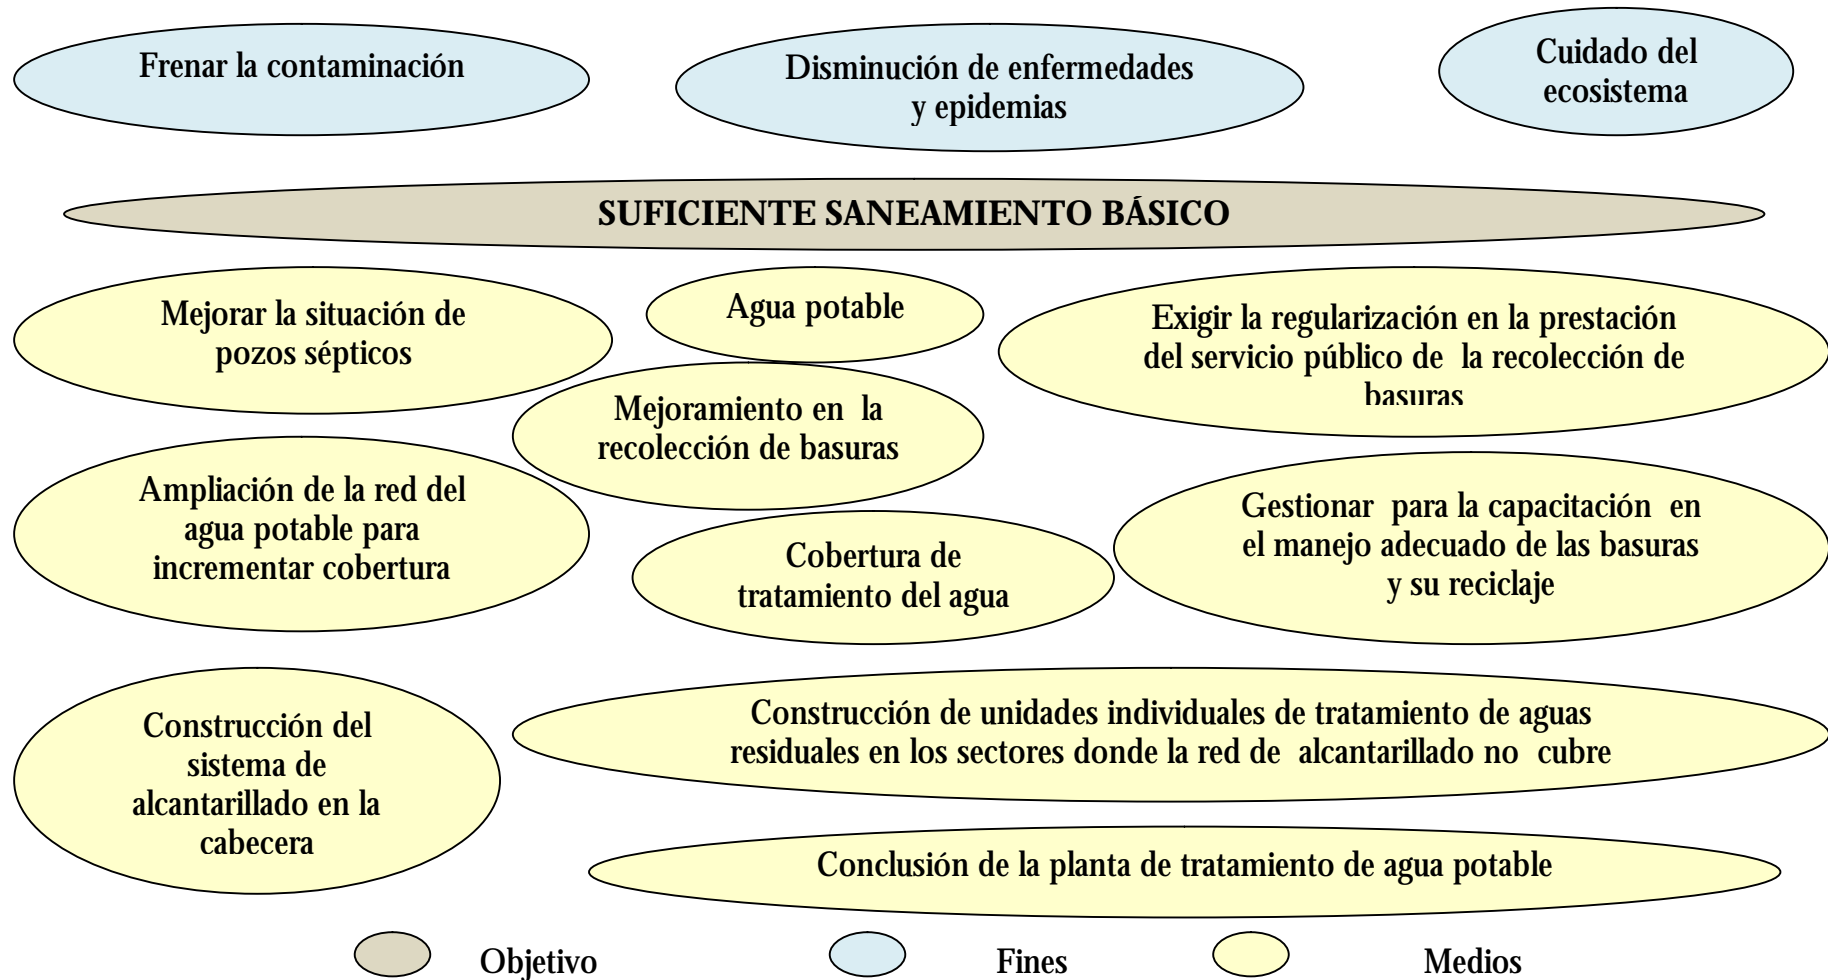 Frenar la contaminación
Disminución de enfermedades
y epidemias
Cuidado del
ecosistema
SUFICIENTE SANEAMIENTO BÁSICO
Mejorar la situación de
pozos sépticos
Agua potable
Exigir la regularización en la prestación
del servicio público de la recolección de
basuras
Mejoramiento en la
recolección de basuras
Ampliación de la red del
agua potable para
incrementar cobertura
Cobertura de
tratamiento del agua
Gestionar para la capacitación en
el manejo adecuado de las basuras
y su reciclaje
Construcción del
sistema de
alcantarillado en la
cabecera
Construcción de unidades individuales de tratamiento de aguas
residuales en los sectores donde la red de alcantarillado no cubre
Conclusión de la planta de tratamiento de agua potable
Objetivo
Fines
Medios